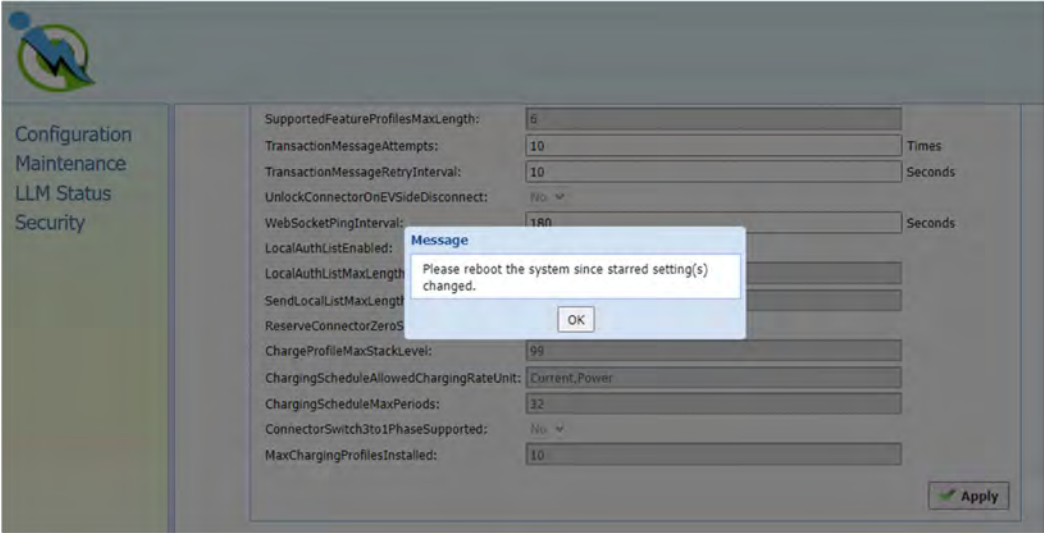 Configuration
Maintenance
LLM Status
Security
SupportedFeatureProfilesMaxLength: 6
TransactionMessageAttempts: 10 Times
TransactionMessageRetryInterval: 10 Seconds
UnlockConnectorOnEVSideDisconnect: No
WebSocketPingInterval: 180 Seconds
Message
Please reboot the system since starred setting(s)
changed.
OK
LocalAuthListEnabled:
LocalAuthListMaxLength
SendLocalListMaxLength
ReserveConnectorZeroS
ChargeProfileMaxStackLevel: 99
ChargingScheduleAllowedChargingRateUnit: Current,Power
ChargingScheduleMaxPeriods: 32
ConnectorSwitch3to1PhaseSupported: No
MaxChargingProfilesInstalled: 10
Apply